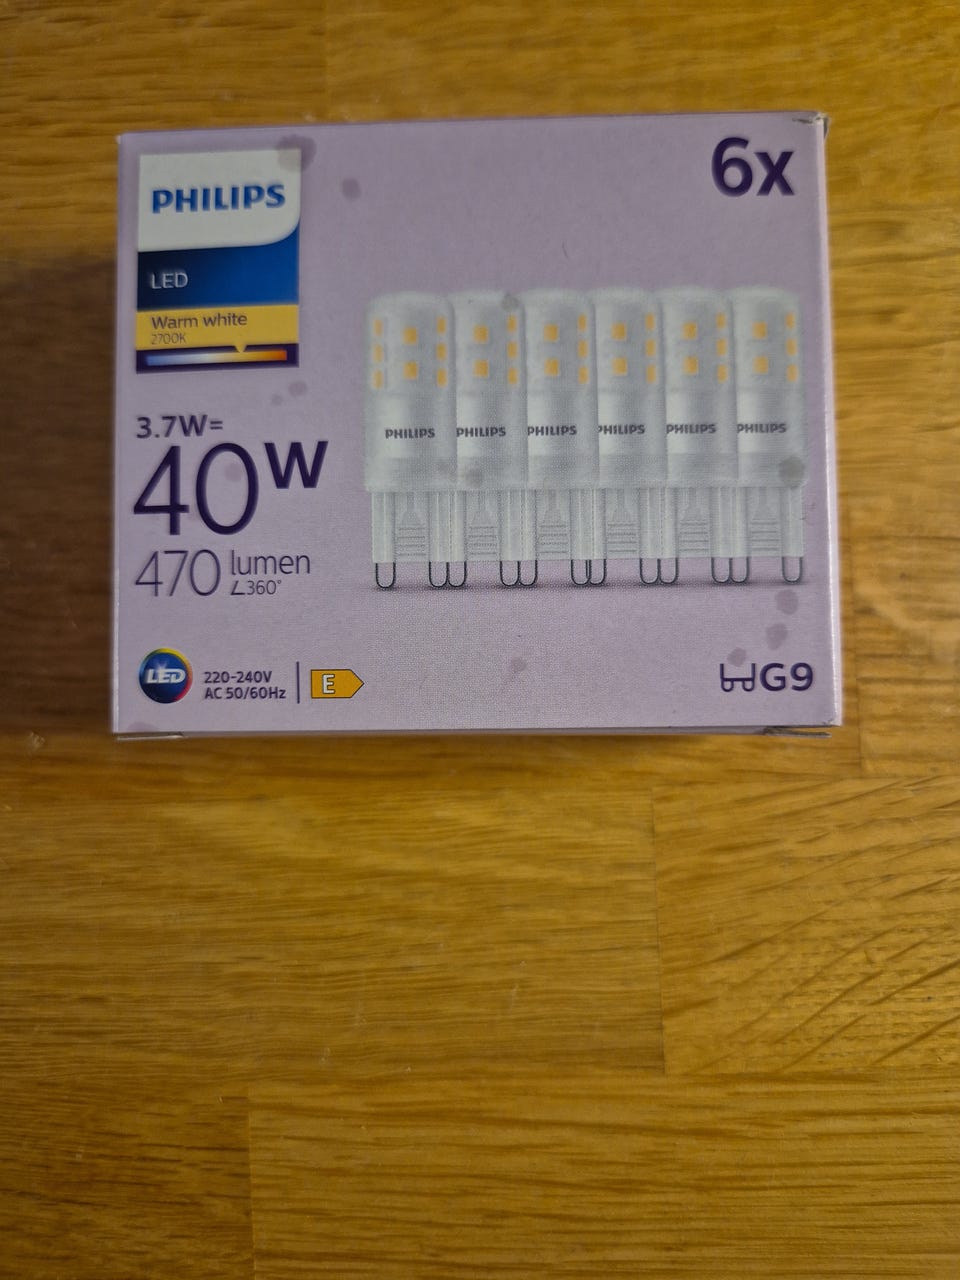 PHILIPS
LED
Warm white
2700K
6x
3.7W=
40W
470 lumen
∠360°
PHILIPS PHILIPS PHILIPS PHILIPS PHILIPS PHILIPS
LED
220-240V
AC 50/60Hz
E
G9